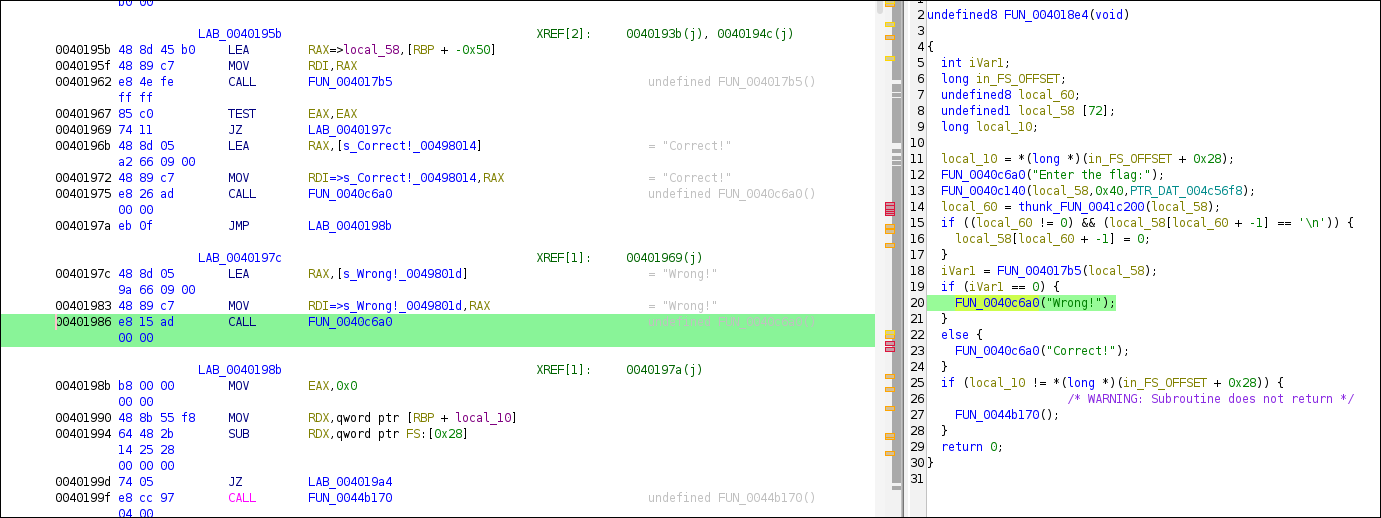 b0 00 00
LAB_0040195b XREF[2]: 0040193b(j), 0040194c(j)
0040195b 48 8d 45 b0 LEA RAX=>local_58,[RBP + -0x50]
0040195f 48 89 c7 MOV RDI,RAX
00401962 e8 4e fe CALL FUN_004017b5 undefined FUN_004017b5()
ff ff
00401967 85 c0 TEST EAX,EAX
00401969 74 11 JZ LAB_0040197c
0040196b 48 8d 05 LEA RAX,[s_Correct!_00498014] = "Correct!"
a2 66 09 00
00401972 48 89 c7 MOV RDI=>s_Correct!_00498014,RAX = "Correct!"
00401975 e8 26 ad CALL FUN_0040c6a0 undefined FUN_0040c6a0()
00 00
0040197a eb 0f JMP LAB_0040198b
LAB_0040197c XREF[1]: 00401969(j)
0040197c 48 8d 05 LEA RAX,[s_Wrong!_0049801d] = "Wrong!"
9a 66 09 00
00401983 48 89 c7 MOV RDI=>s_Wrong!_0049801d,RAX = "Wrong!"
00401986 e8 15 ad CALL FUN_0040c6a0 undefined FUN_0040c6a0()
00 00
LAB_0040198b XREF[1]: 0040197a(j)
0040198b b8 00 00 MOV EAX,0x0
00 00
00401990 48 8b 55 f8 MOV RDX,qword ptr [RBP + local_10]
00401994 64 48 2b SUB RDX,qword ptr FS:[0x28]
14 25 28
00 00 00
0040199d 74 05 JZ LAB_004019a4
0040199f e8 cc 97 CALL FUN_0044b170 undefined FUN_0044b170()
04 00
2 undefined8 FUN_004018e4(void)
3
4 {
5 int iVar1;
6 long in_FS_OFFSET;
7 undefined8 local_60;
8 undefined1 local_58 [72];
9 long local_10;
10
11 local_10 = *(long *)(in_FS_OFFSET + 0x28);
12 FUN_0040c6a0("Enter the flag:");
13 FUN_0040c140(local_58,0x40,PTR_DAT_004c56f8);
14 local_60 = thunk_FUN_0041c200(local_58);
15 if ((local_60 != 0) && (local_58[local_60 + -1] == '\n')) {
16 local_58[local_60 + -1] = 0;
17 }
18 iVar1 = FUN_004017b5(local_58);
19 if (iVar1 == 0) {
20 FUN_0040c6a0("Wrong!");
21 }
22 else {
23 FUN_0040c6a0("Correct!");
24 }
25 if (local_10 != *(long *)(in_FS_OFFSET + 0x28)) {
26 /* WARNING: Subroutine does not return */
27 FUN_0044b170();
28 }
29 return 0;
30 }
31